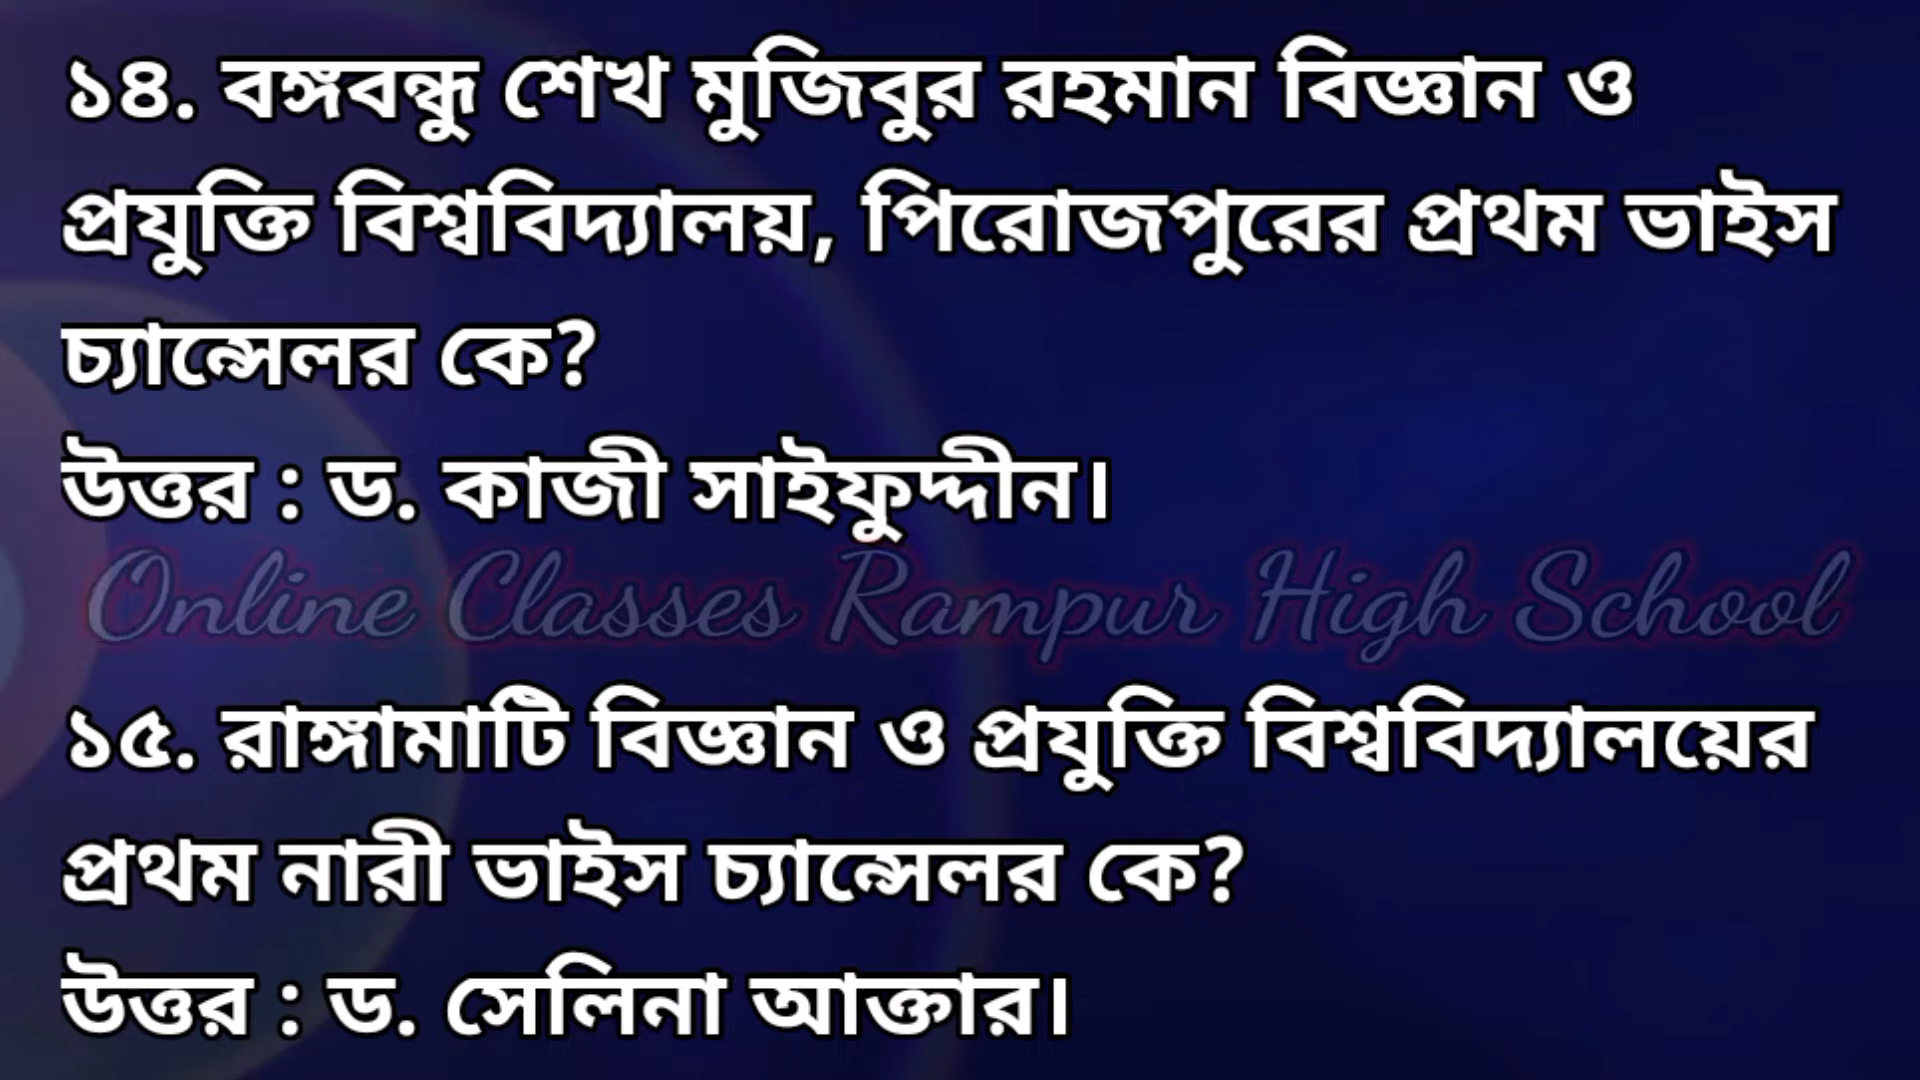 ১৪. বঙ্গবন্ধু শেখ মুজিবুর রহমান বিজ্ঞান ও
প্রযুক্তি বিশ্ববিদ্যালয়, পিরোজপুরের প্রথম ভাইস
চ্যান্সেলর কে?
উত্তর : ড. কাজী সাইফুদ্দীন।
Online Classes Rampur High School
১৫. রাঙ্গামাটি বিজ্ঞান ও প্রযুক্তি বিশ্ববিদ্যালয়ের
প্রথম নারী ভাইস চ্যান্সেলর কে?
উত্তর : ড. সেলিনা আক্তার।